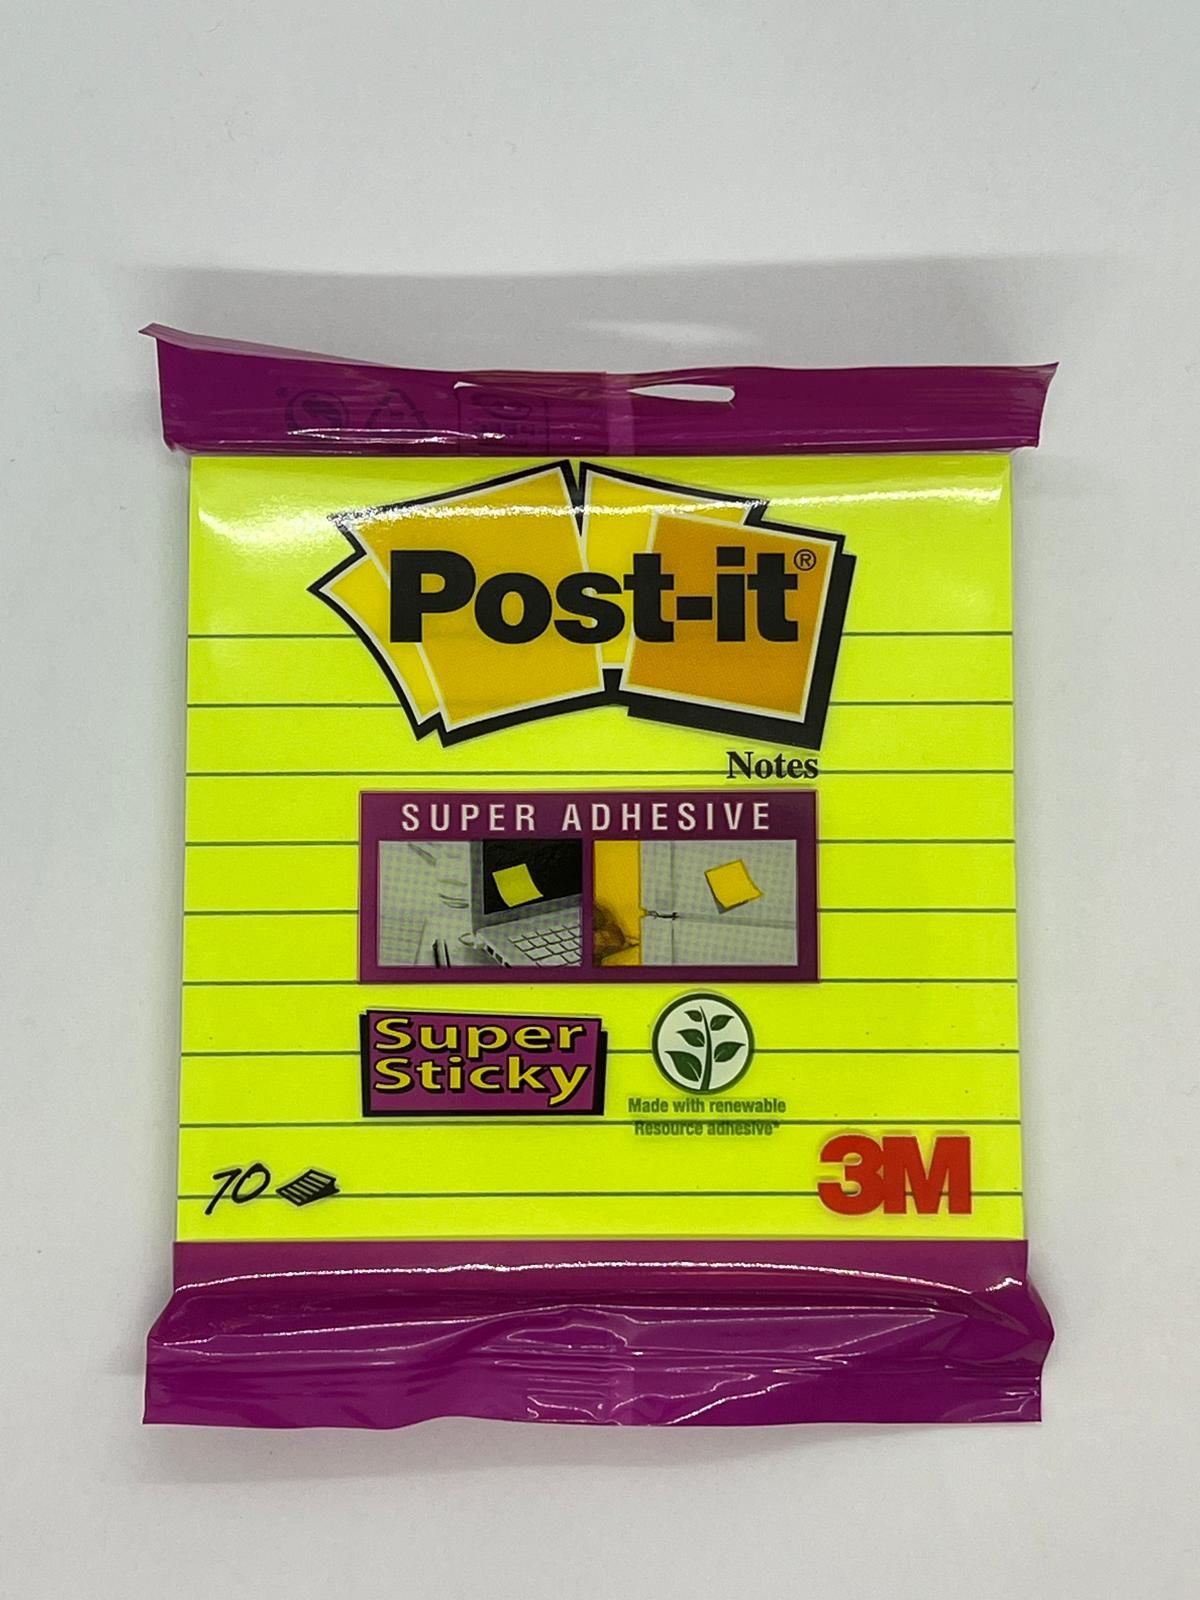 Post-it®
Notes
SUPER ADHESIVE
Super
Sticky
Made with renewable
Resource adhesive*
70
3M